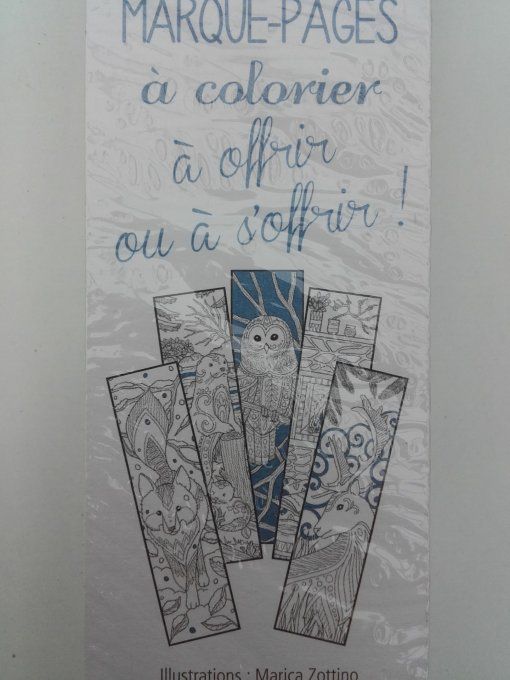 MARQUE-PAGES
à colorier
à offrir
ou à s'offrir !
Illustrations : Marica Zottino